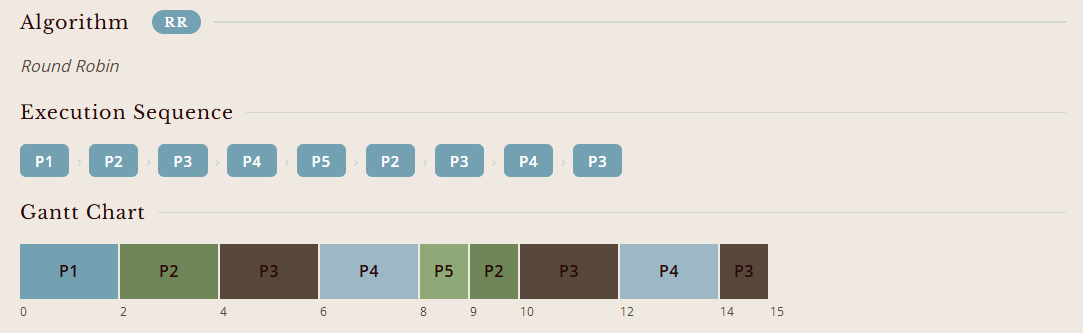 Algorithm RR
Round Robin
Execution Sequence
P1 › P2 › P3 › P4 › P5 › P2 › P3 › P4 › P3
Gantt Chart
P1 P2 P3 P4 P5 P2 P3 P4 P3
0 2 4 6 8 9 10 12 14 15